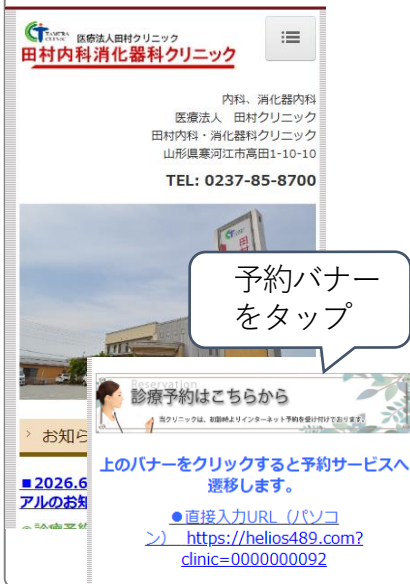 TAMURA CLINIC
医療法人田村クリニック
田村内科消化器科クリニック
内科、消化器内科
医療法人 田村クリニック
田村内科・消化器科クリニック
山形県寒河江市高田1-10-10
TEL: 0237-85-8700
予約バナー
をタップ
Reservation
診療予約はこちらから
当クリニックは、初診時よりインターネット予約を受け付けております。
お知ら
■2026.6
アルのお知
上のバナーをクリックすると予約サービスへ
遷移します。
●直接入力URL（パソコ
ン） https://helios489.com?
clinic=0000000092